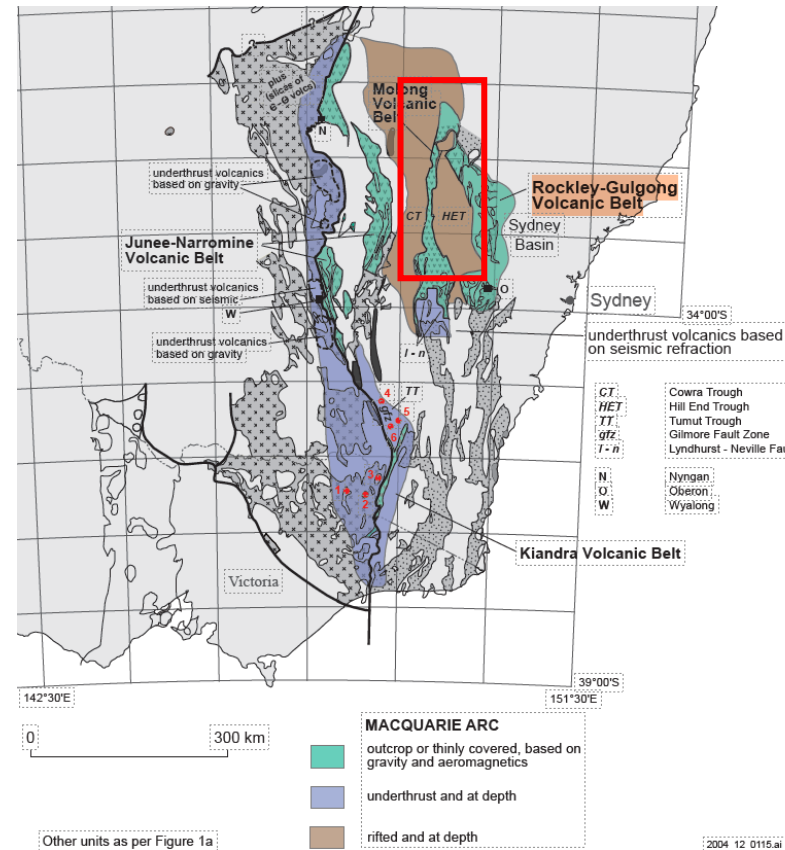 plus
(slices of
Є–O volcs)
Molong
Volcanic
Belt
N
underthrust volcanics
based on gravity
Rockley-Gulgong
Volcanic Belt
CT
HET
Sydney
Basin
Junee-Narromine
Volcanic Belt
underthrust volcanics
based on seismic
W
O
Sydney
34°00'S
underthrust volcanics
based on gravity
underthrust volcanics based
on seismic refraction
l - n
TT
4
gfz
5
6
3
1
2
CT Cowra Trough
HET Hill End Trough
TT Tumut Trough
gfz Gilmore Fault Zone
l - n Lyndhurst - Neville Fau
N Nyngan
O Oberon
W Wyalong
Kiandra Volcanic Belt
Victoria
39°00'S
142°30'E
151°30'E
0 300 km
MACQUARIE ARC
outcrop or thinly covered, based on
gravity and aeromagnetics
underthrust and at depth
rifted and at depth
Other units as per Figure 1a
2004_12_0115.ai